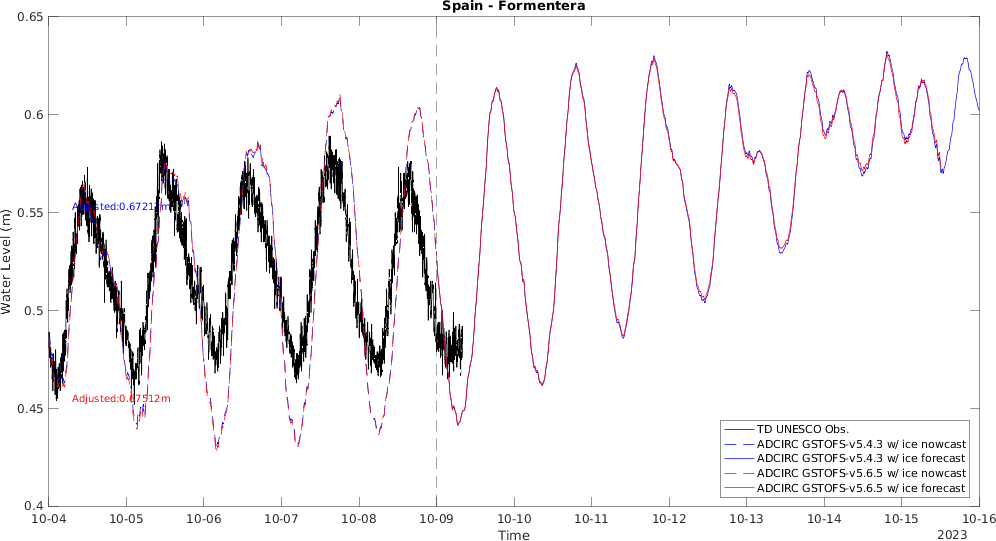 Spain - Formentera
0.65
0.6
0.55
0.5
0.45
0.4
Water Level (m)
Adjusted:0.6721
Adjusted:0.67512m
TD UNESCO Obs.
ADCIRC GSTOFS-v5.4.3 w/ ice nowcast
ADCIRC GSTOFS-v5.4.3 w/ ice forecast
ADCIRC GSTOFS-v5.6.5 w/ ice nowcast
ADCIRC GSTOFS-v5.6.5 w/ ice forecast
10-04 10-05 10-06 10-07 10-08 10-09 10-10 10-11 10-12 10-13 10-14 10-15 10-16
Time
2023